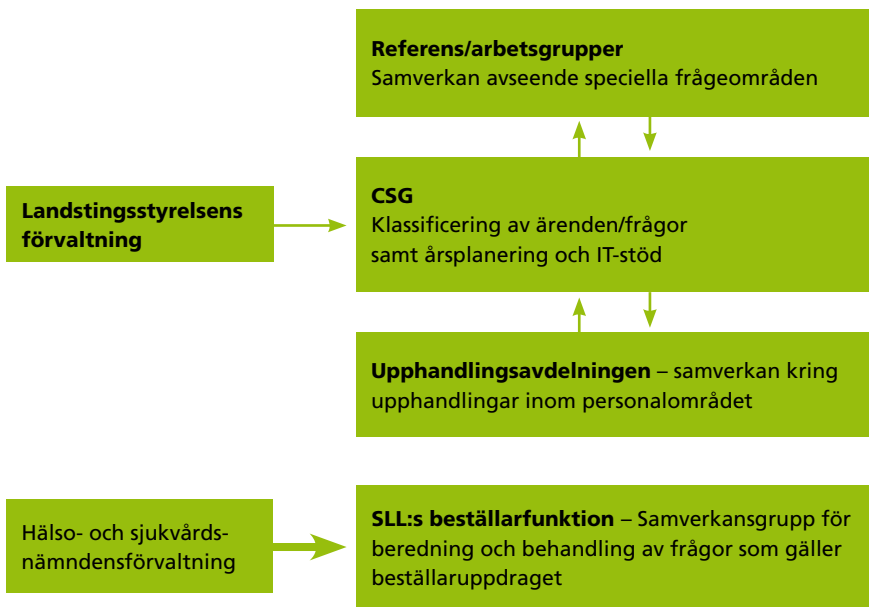 Referens/arbetsgrupper
Samverkan avseende speciella frågeområden
Landstingsstyrelsens
förvaltning
CSG
Klassificering av ärenden/frågor
samt årsplanering och IT-stöd
Upphandlingsavdelningen – samverkan kring
upphandlingar inom personalområdet
Hälso- och sjukvårds-
nämndensförvaltning
SLL:s beställarfunktion – Samverkansgrupp för
beredning och behandling av frågor som gäller
beställaruppdraget